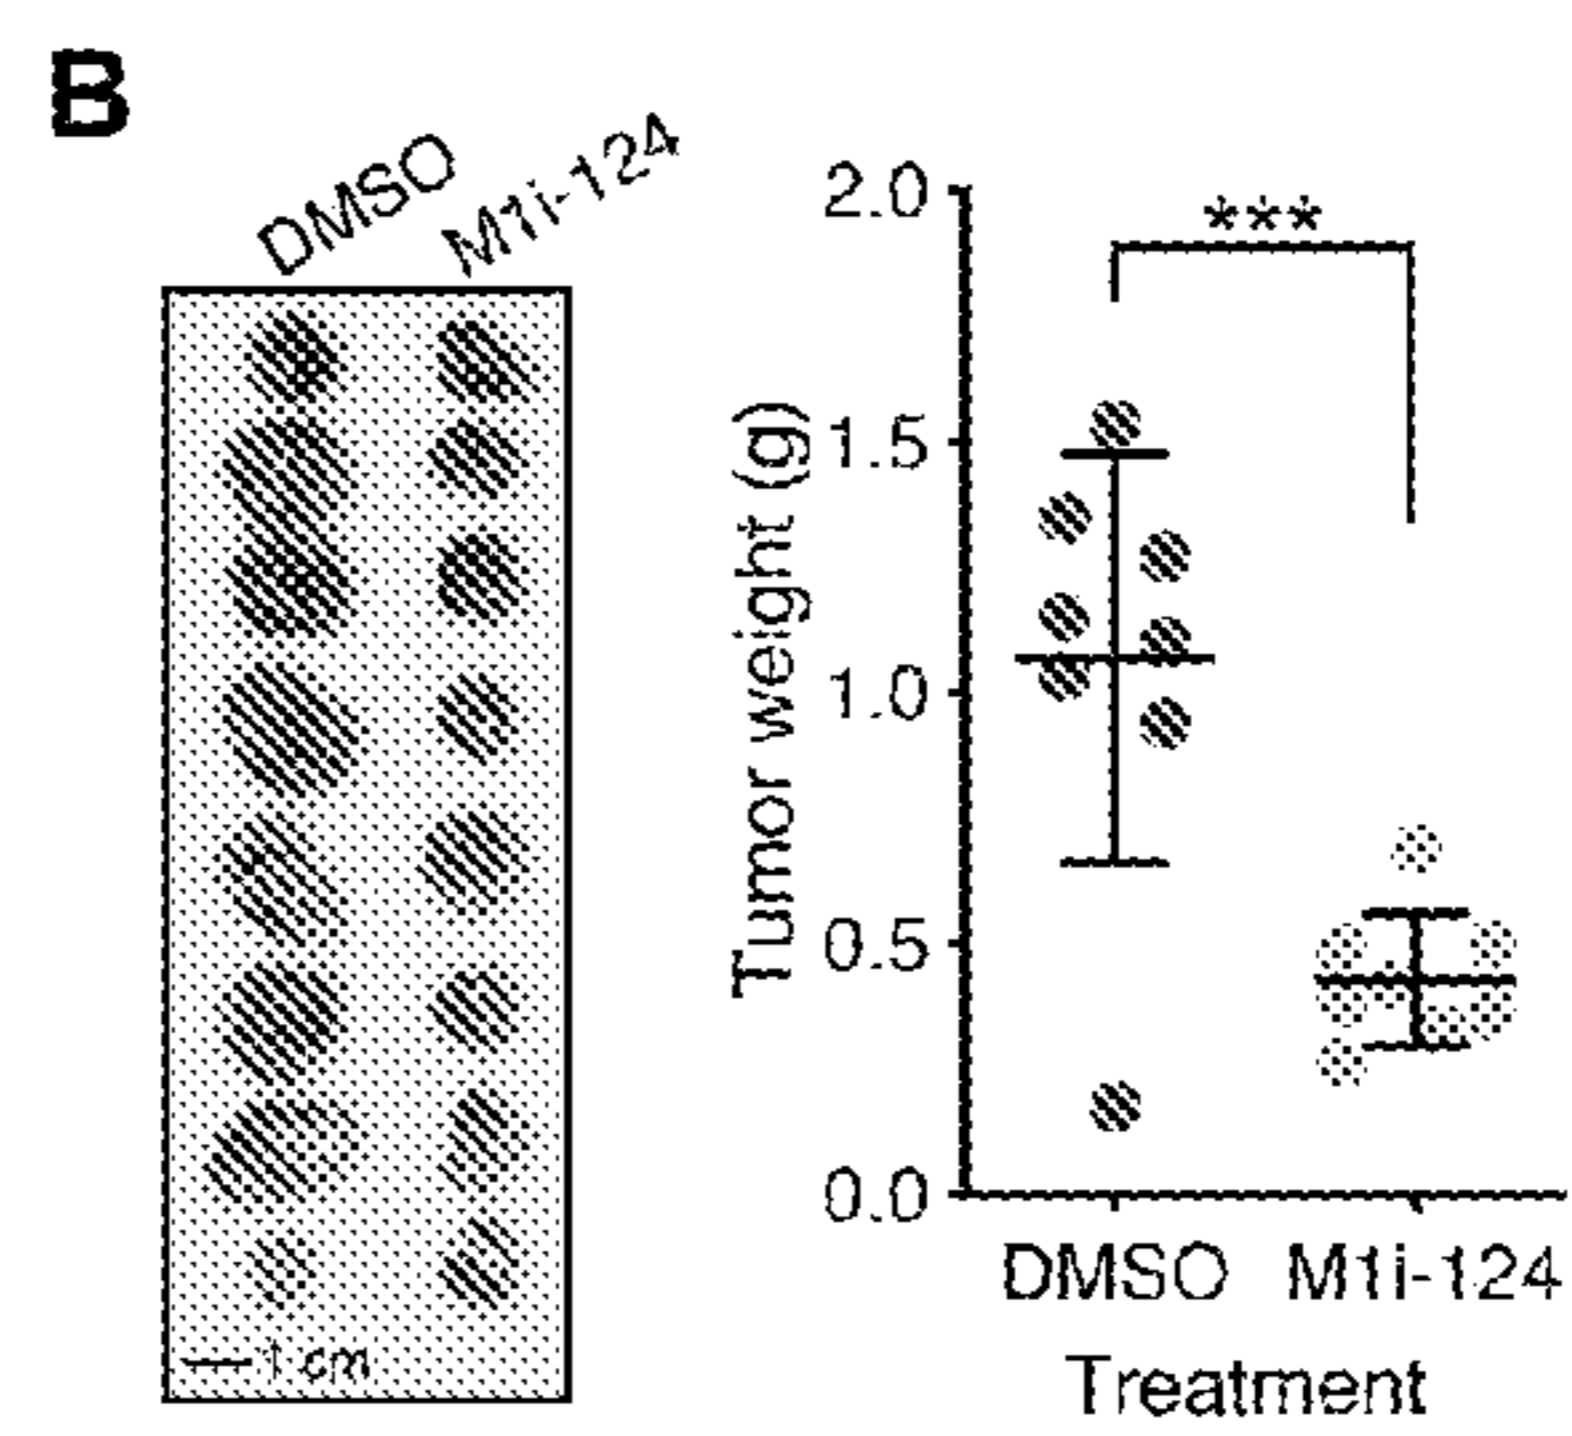 B
DMSO
M1i-124
1 cm
Tumor weight (g)
2.0
1.5
1.0
0.5
0.0
***
DMSO M1i-124
Treatment